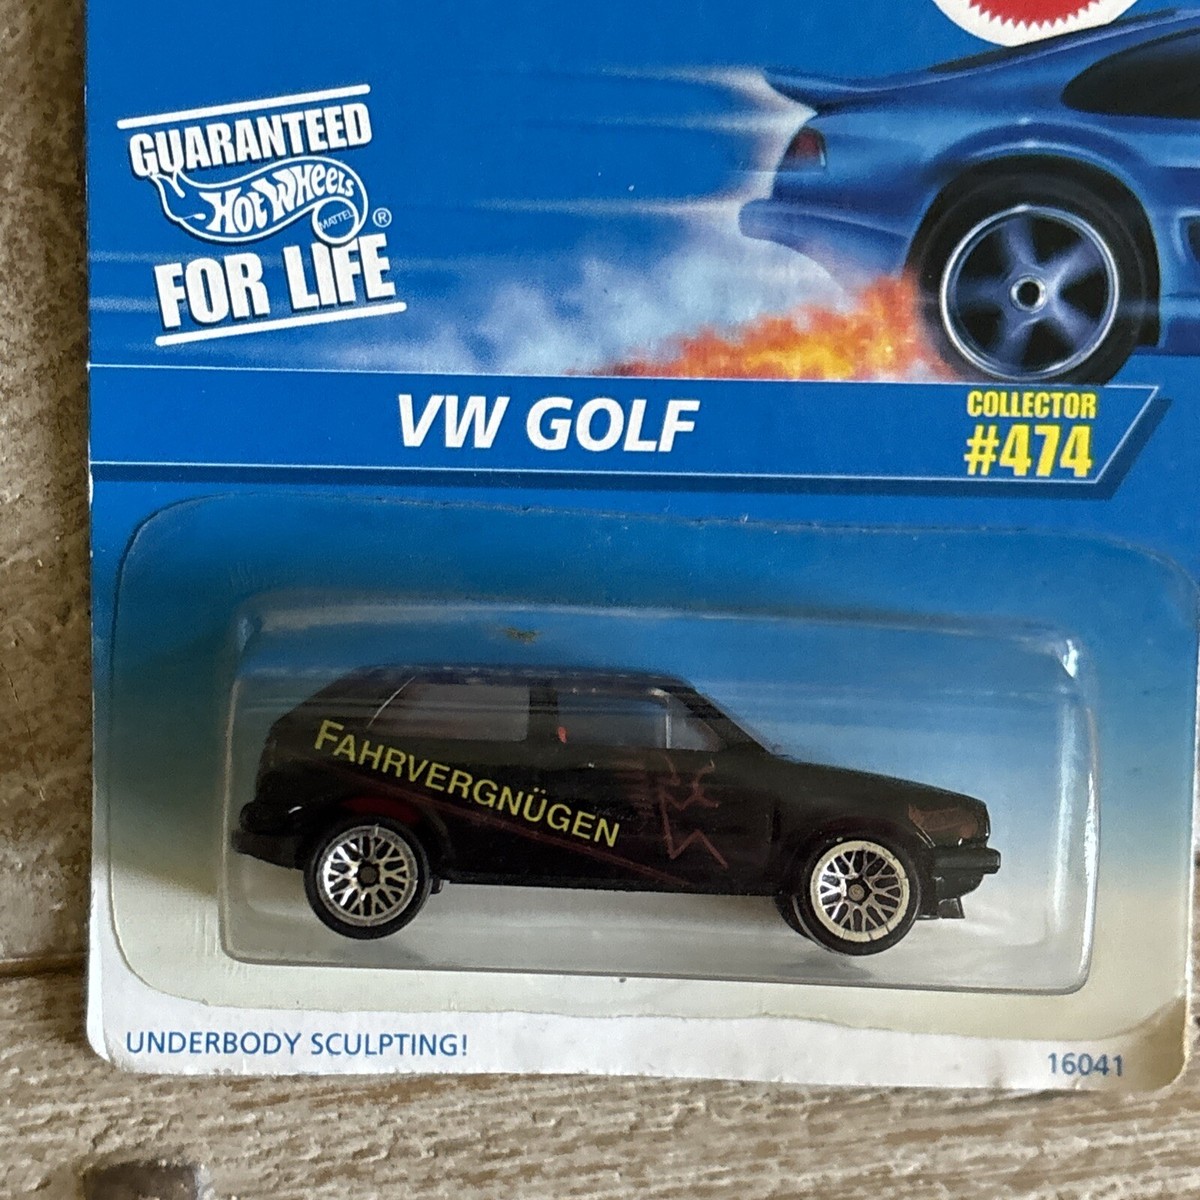 GUARANTEED
HOT WHEELS
MATTEL ®
FOR LIFE
VW GOLF
COLLECTOR
#474
FAHRVERGNÜGEN
UNDERBODY SCULPTING!
16041